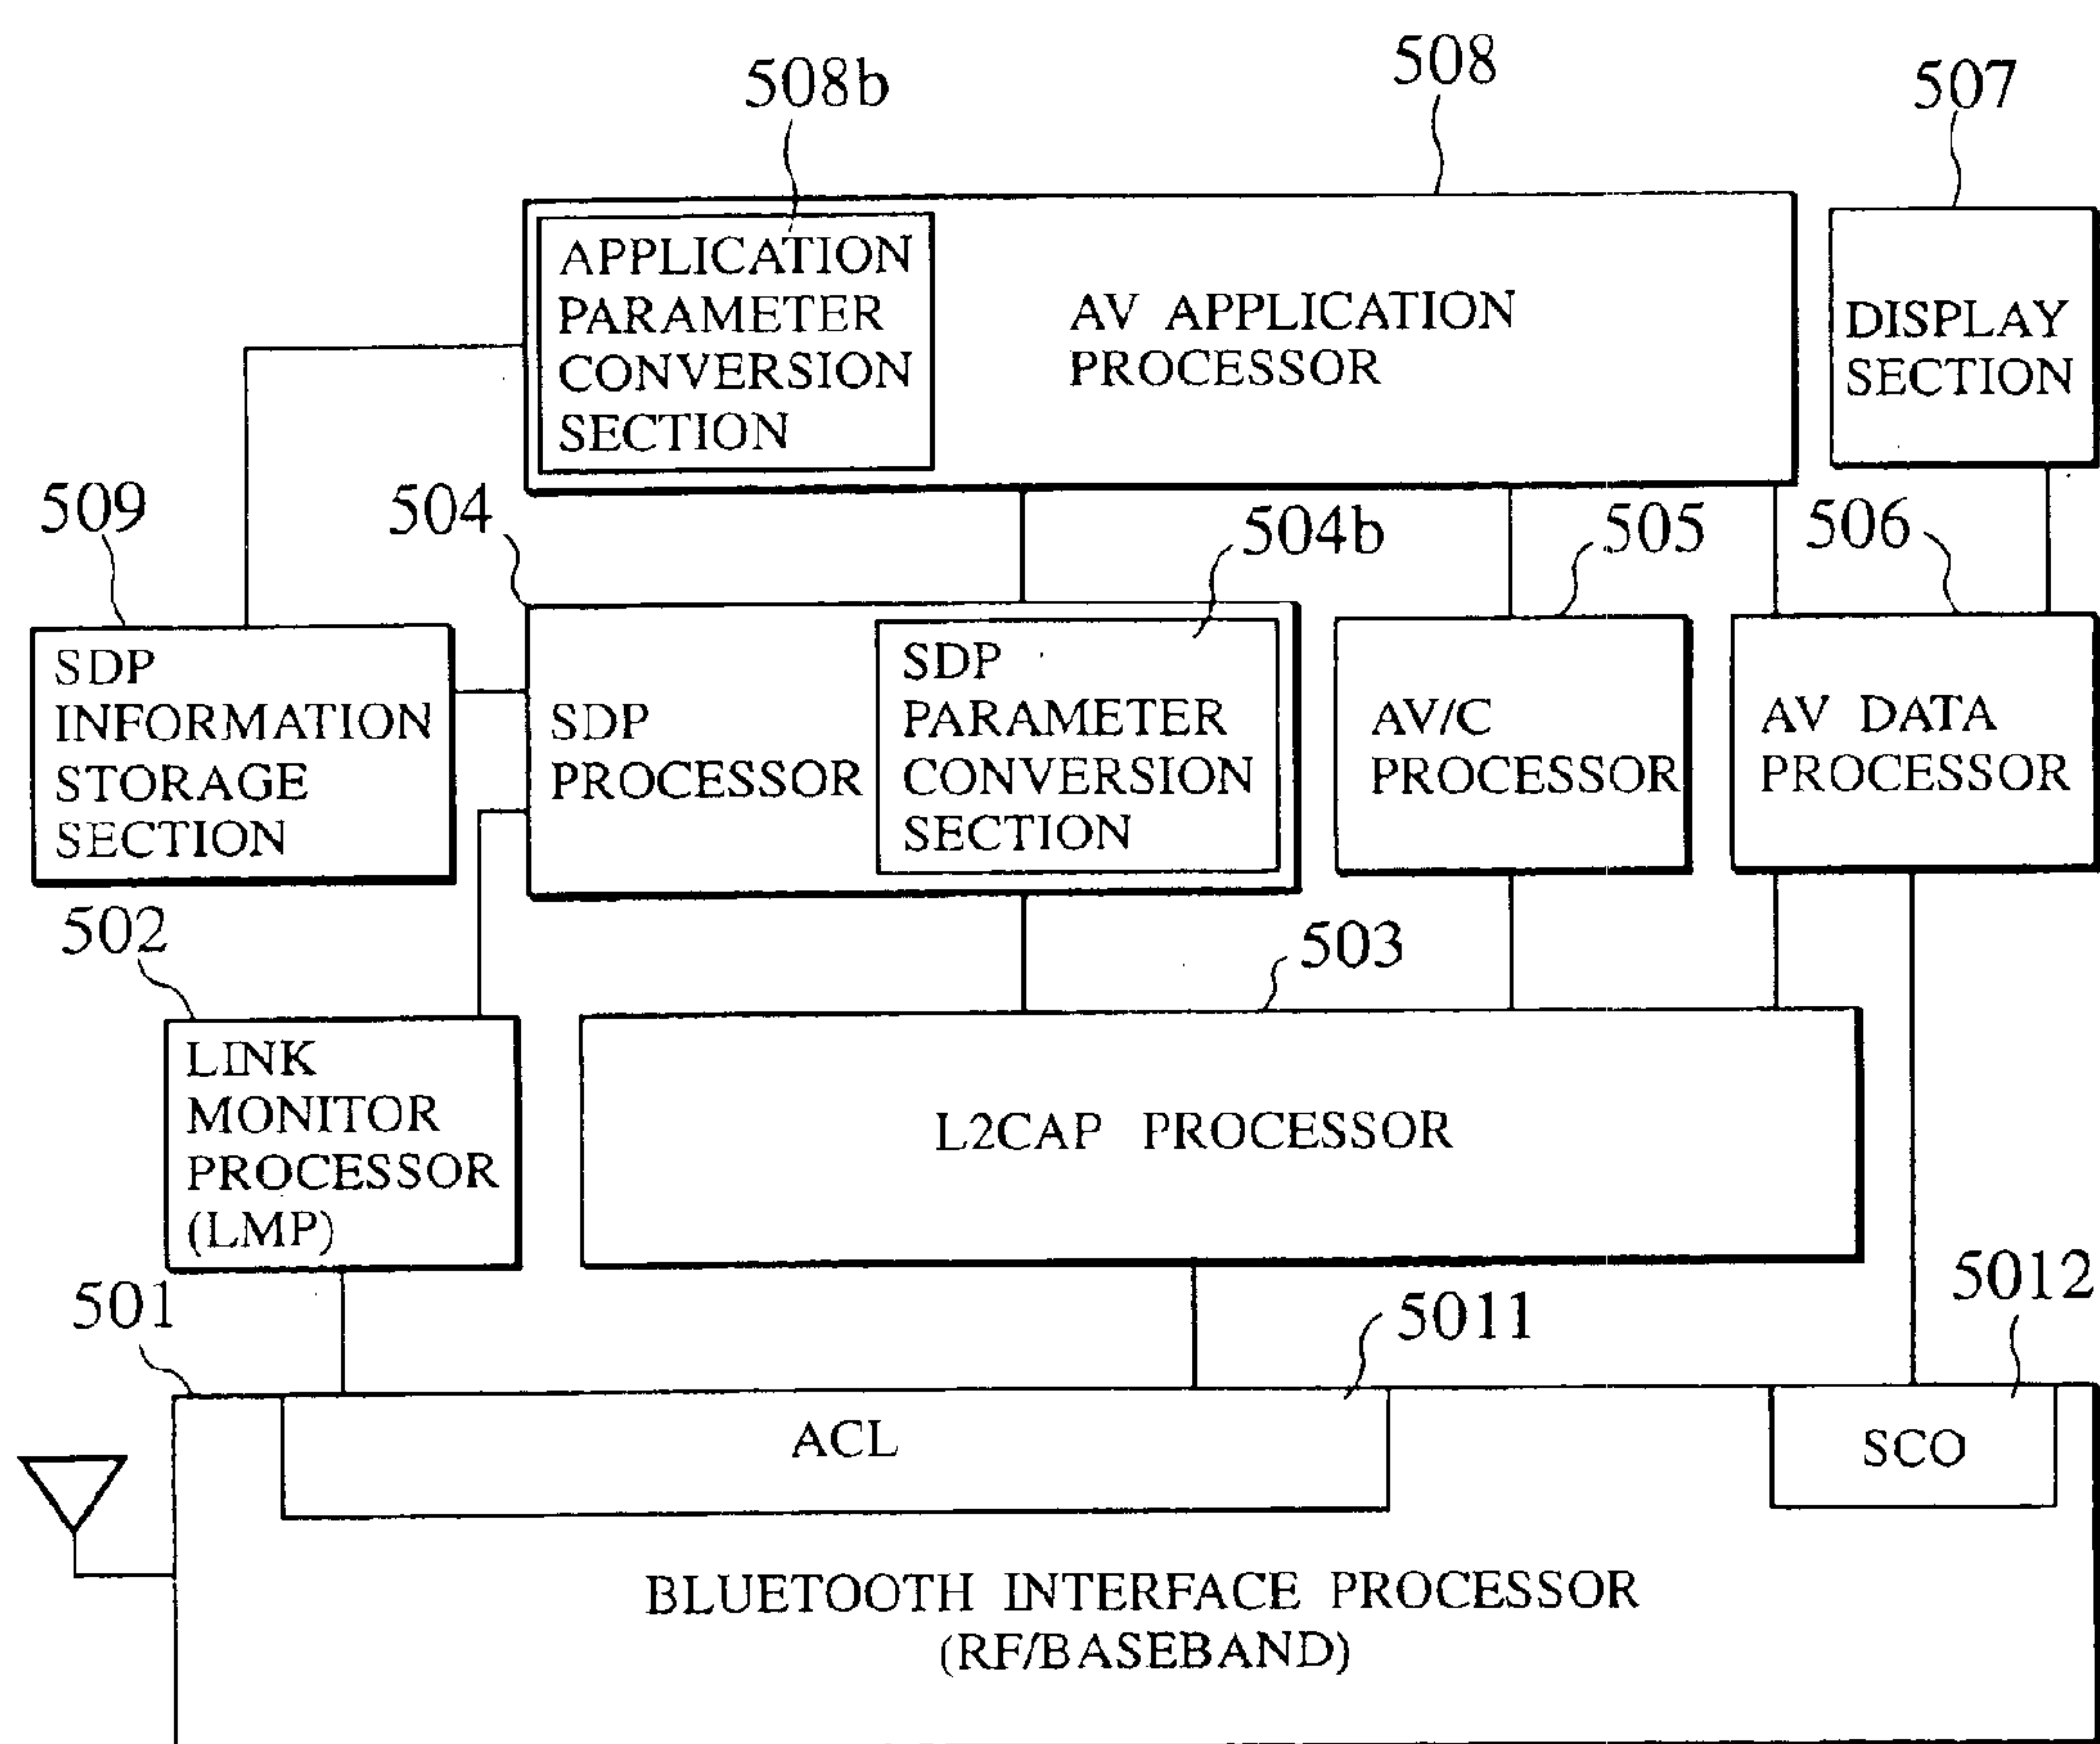 508b
508
507
APPLICATION
PARAMETER
CONVERSION
SECTION
AV APPLICATION
PROCESSOR
DISPLAY
SECTION
509
504
504b
505
506
SDP
INFORMATION
STORAGE
SECTION
SDP
PROCESSOR
SDP
PARAMETER
CONVERSION
SECTION
AV/C
PROCESSOR
AV DATA
PROCESSOR
502
503
LINK
MONITOR
PROCESSOR
(LMP)
L2CAP PROCESSOR
501
5011
5012
ACL
SCO
BLUETOOTH INTERFACE PROCESSOR
(RF/BASEBAND)